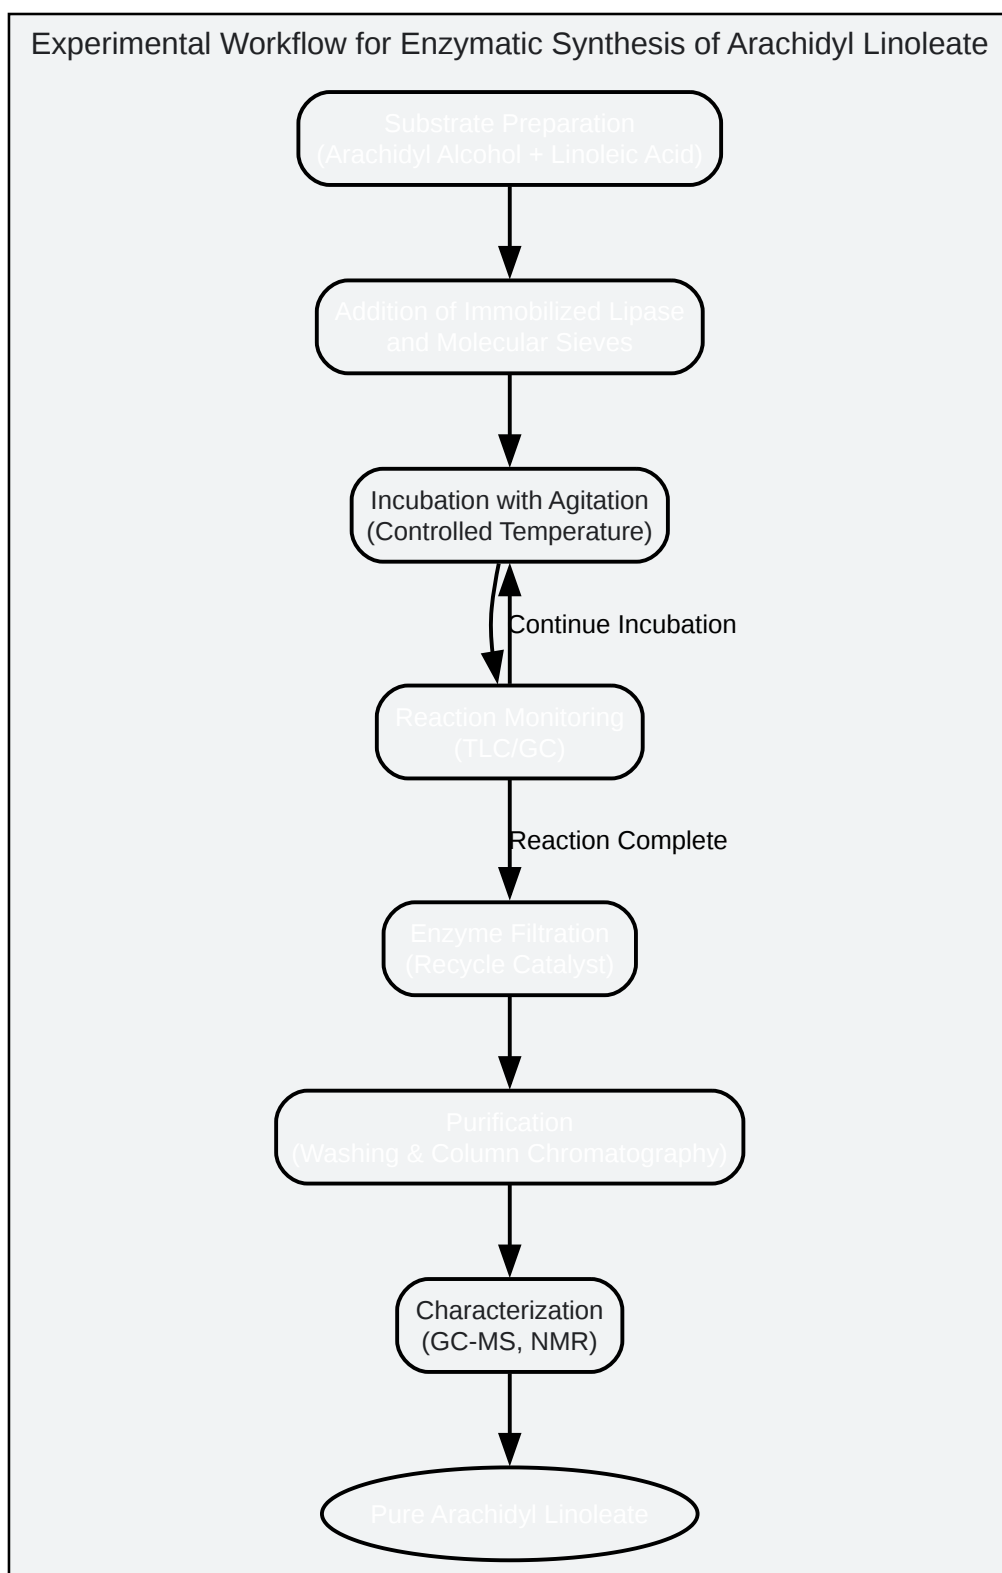 Experimental Workflow for Enzymatic Synthesis of Arachidyl Linoleate
Substrate Preparation
(Arachidyl Alcohol + Linoleic Acid)
Addition of Immobilized Lipase
and Molecular Sieves
Incubation with Agitation
(Controlled Temperature)
Continue Incubation
Reaction Monitoring
(TLC/GC)
Reaction Complete
Enzyme Filtration
(Recycle Catalyst)
Purification
(Washing & Column Chromatography)
Characterization
(GC-MS, NMR)
Pure Arachidyl Linoleate